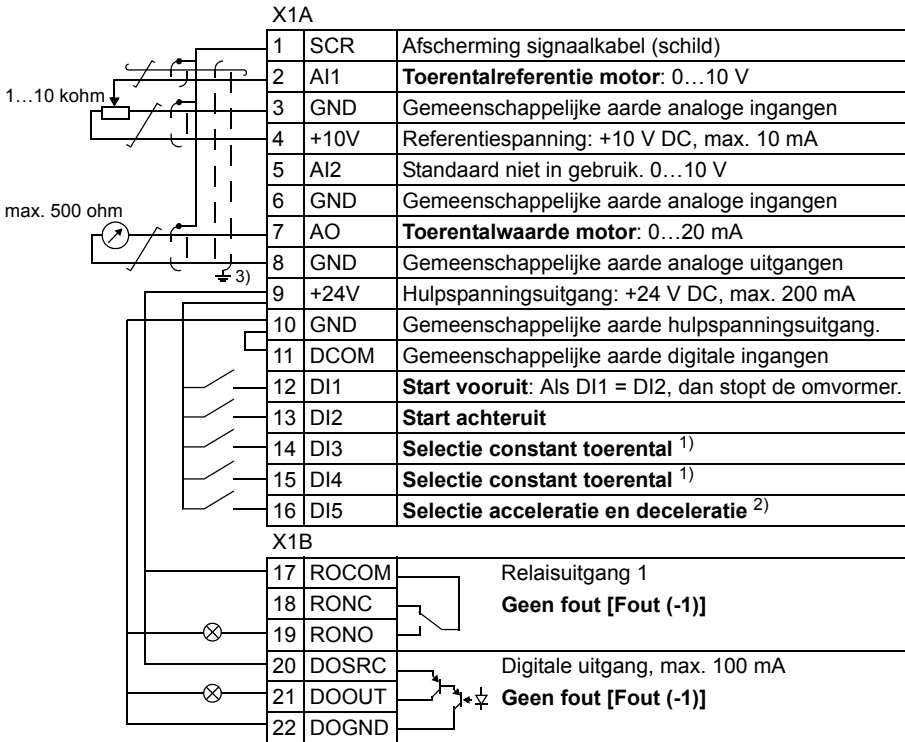 X1A
1 SCR Afscherming signaalkabel (schild)
2 AI1 Toerentalreferentie motor: 0…10 V
1…10 kohm
3 GND Gemeenschappelijke aarde analoge ingangen
4 +10V Referentiespanning: +10 V DC, max. 10 mA
5 AI2 Standaard niet in gebruik. 0…10 V
6 GND Gemeenschappelijke aarde analoge ingangen
max. 500 ohm
7 AO Toerentalwaarde motor: 0…20 mA
8 GND Gemeenschappelijke aarde analoge uitgangen
3)
9 +24V Hulpspanningsuitgang: +24 V DC, max. 200 mA
10 GND Gemeenschappelijke aarde hulpspanningsuitgang.
11 DCOM Gemeenschappelijke aarde digitale ingangen
12 DI1 Start vooruit: Als DI1 = DI2, dan stopt de omvormer.
13 DI2 Start achteruit
14 DI3 Selectie constant toerental 1)
15 DI4 Selectie constant toerental 1)
16 DI5 Selectie acceleratie en deceleratie 2)
X1B
17 ROCOM Relaisuitgang 1
18 RONC Geen fout [Fout (-1)]
19 RONO
20 DOSRC Digitale uitgang, max. 100 mA
21 DOOUT Geen fout [Fout (-1)]
22 DOGND